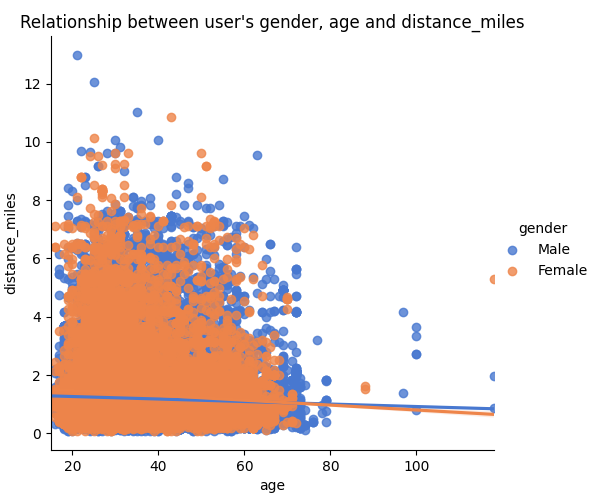 Relationship between user's gender, age and distance_miles
12
10
8
6
4
2
0
distance_miles
20
40
60
80
100
age
gender
Male
Female